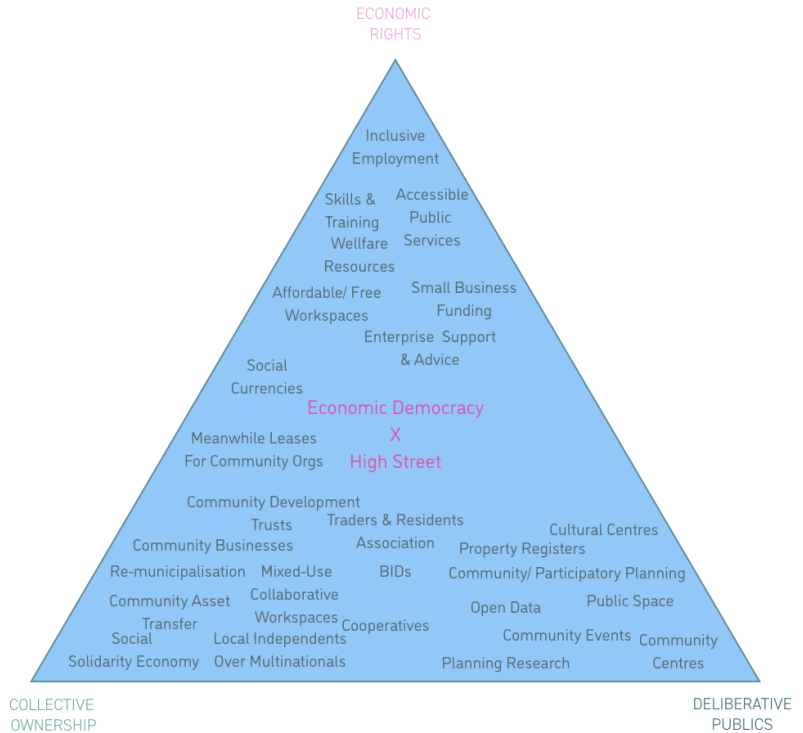 ECONOMIC
RIGHTS
Inclusive
Employment
Skills &
Training
Accessible
Public
Services
Wellfare
Resources
Affordable/ Free
Workspaces
Small Business
Funding
Enterprise Support
& Advice
Social
Currencies
Economic Democracy
X
High Street
Meanwhile Leases
For Community Orgs
Community Development
Trusts
Traders & Residents
Association
Cultural Centres
Community Businesses
Property Registers
Re-municipalisation
Mixed-Use
Collaborative
Workspaces
BIDs
Community/ Participatory Planning
Community Asset
Transfer
Open Data
Public Space
Cooperatives
Social
Solidarity Economy
Local Independents
Over Multinationals
Community Events
Community
Centres
Planning Research
COLLECTIVE
OWNERSHIP
DELIBERATIVE
PUBLICS